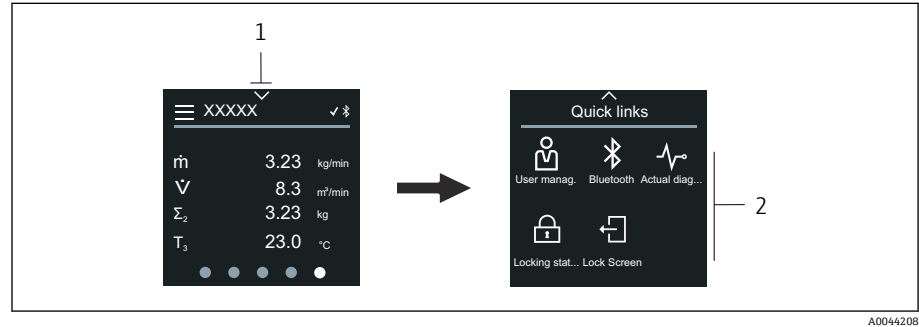 1
XXXXX
ṁ 3.23 kg/min
V̇ 8.3 m³/min
Σ₂ 3.23 kg
T₃ 23.0 °C
Quick links
User manag. Bluetooth Actual diag...
Locking stat... Lock Screen
2
A0044208